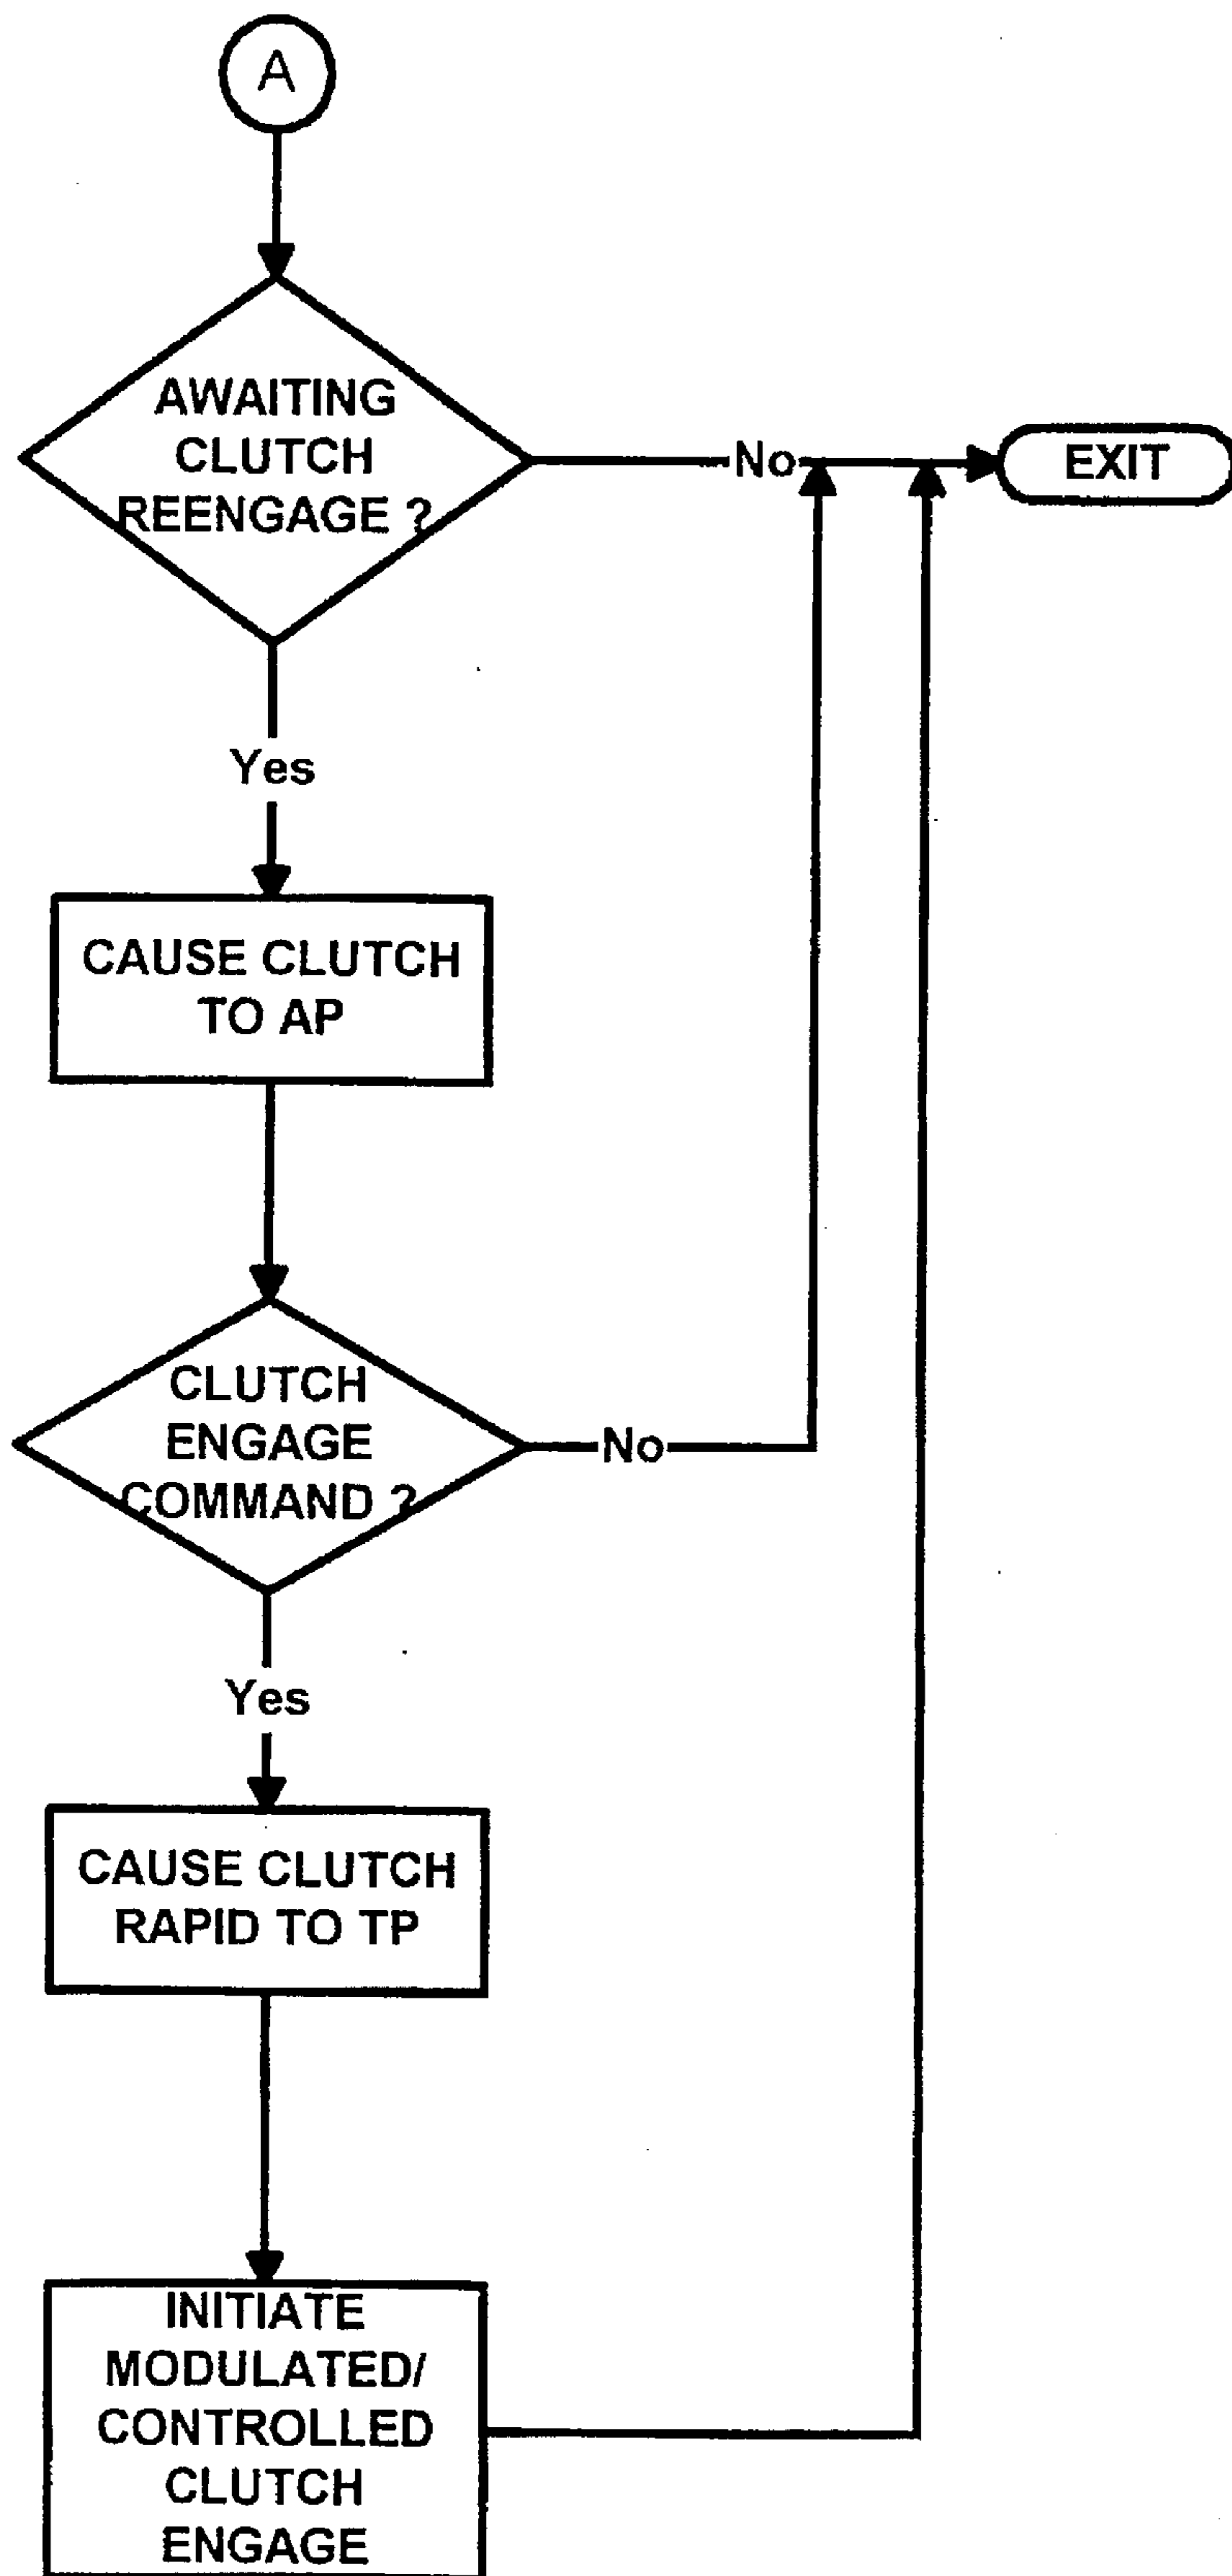 A
AWAITING
CLUTCH
REENGAGE ?
No
EXIT
Yes
CAUSE CLUTCH
TO AP
CLUTCH
ENGAGE
COMMAND ?
No
Yes
CAUSE CLUTCH
RAPID TO TP
INITIATE
MODULATED/
CONTROLLED
CLUTCH
ENGAGE